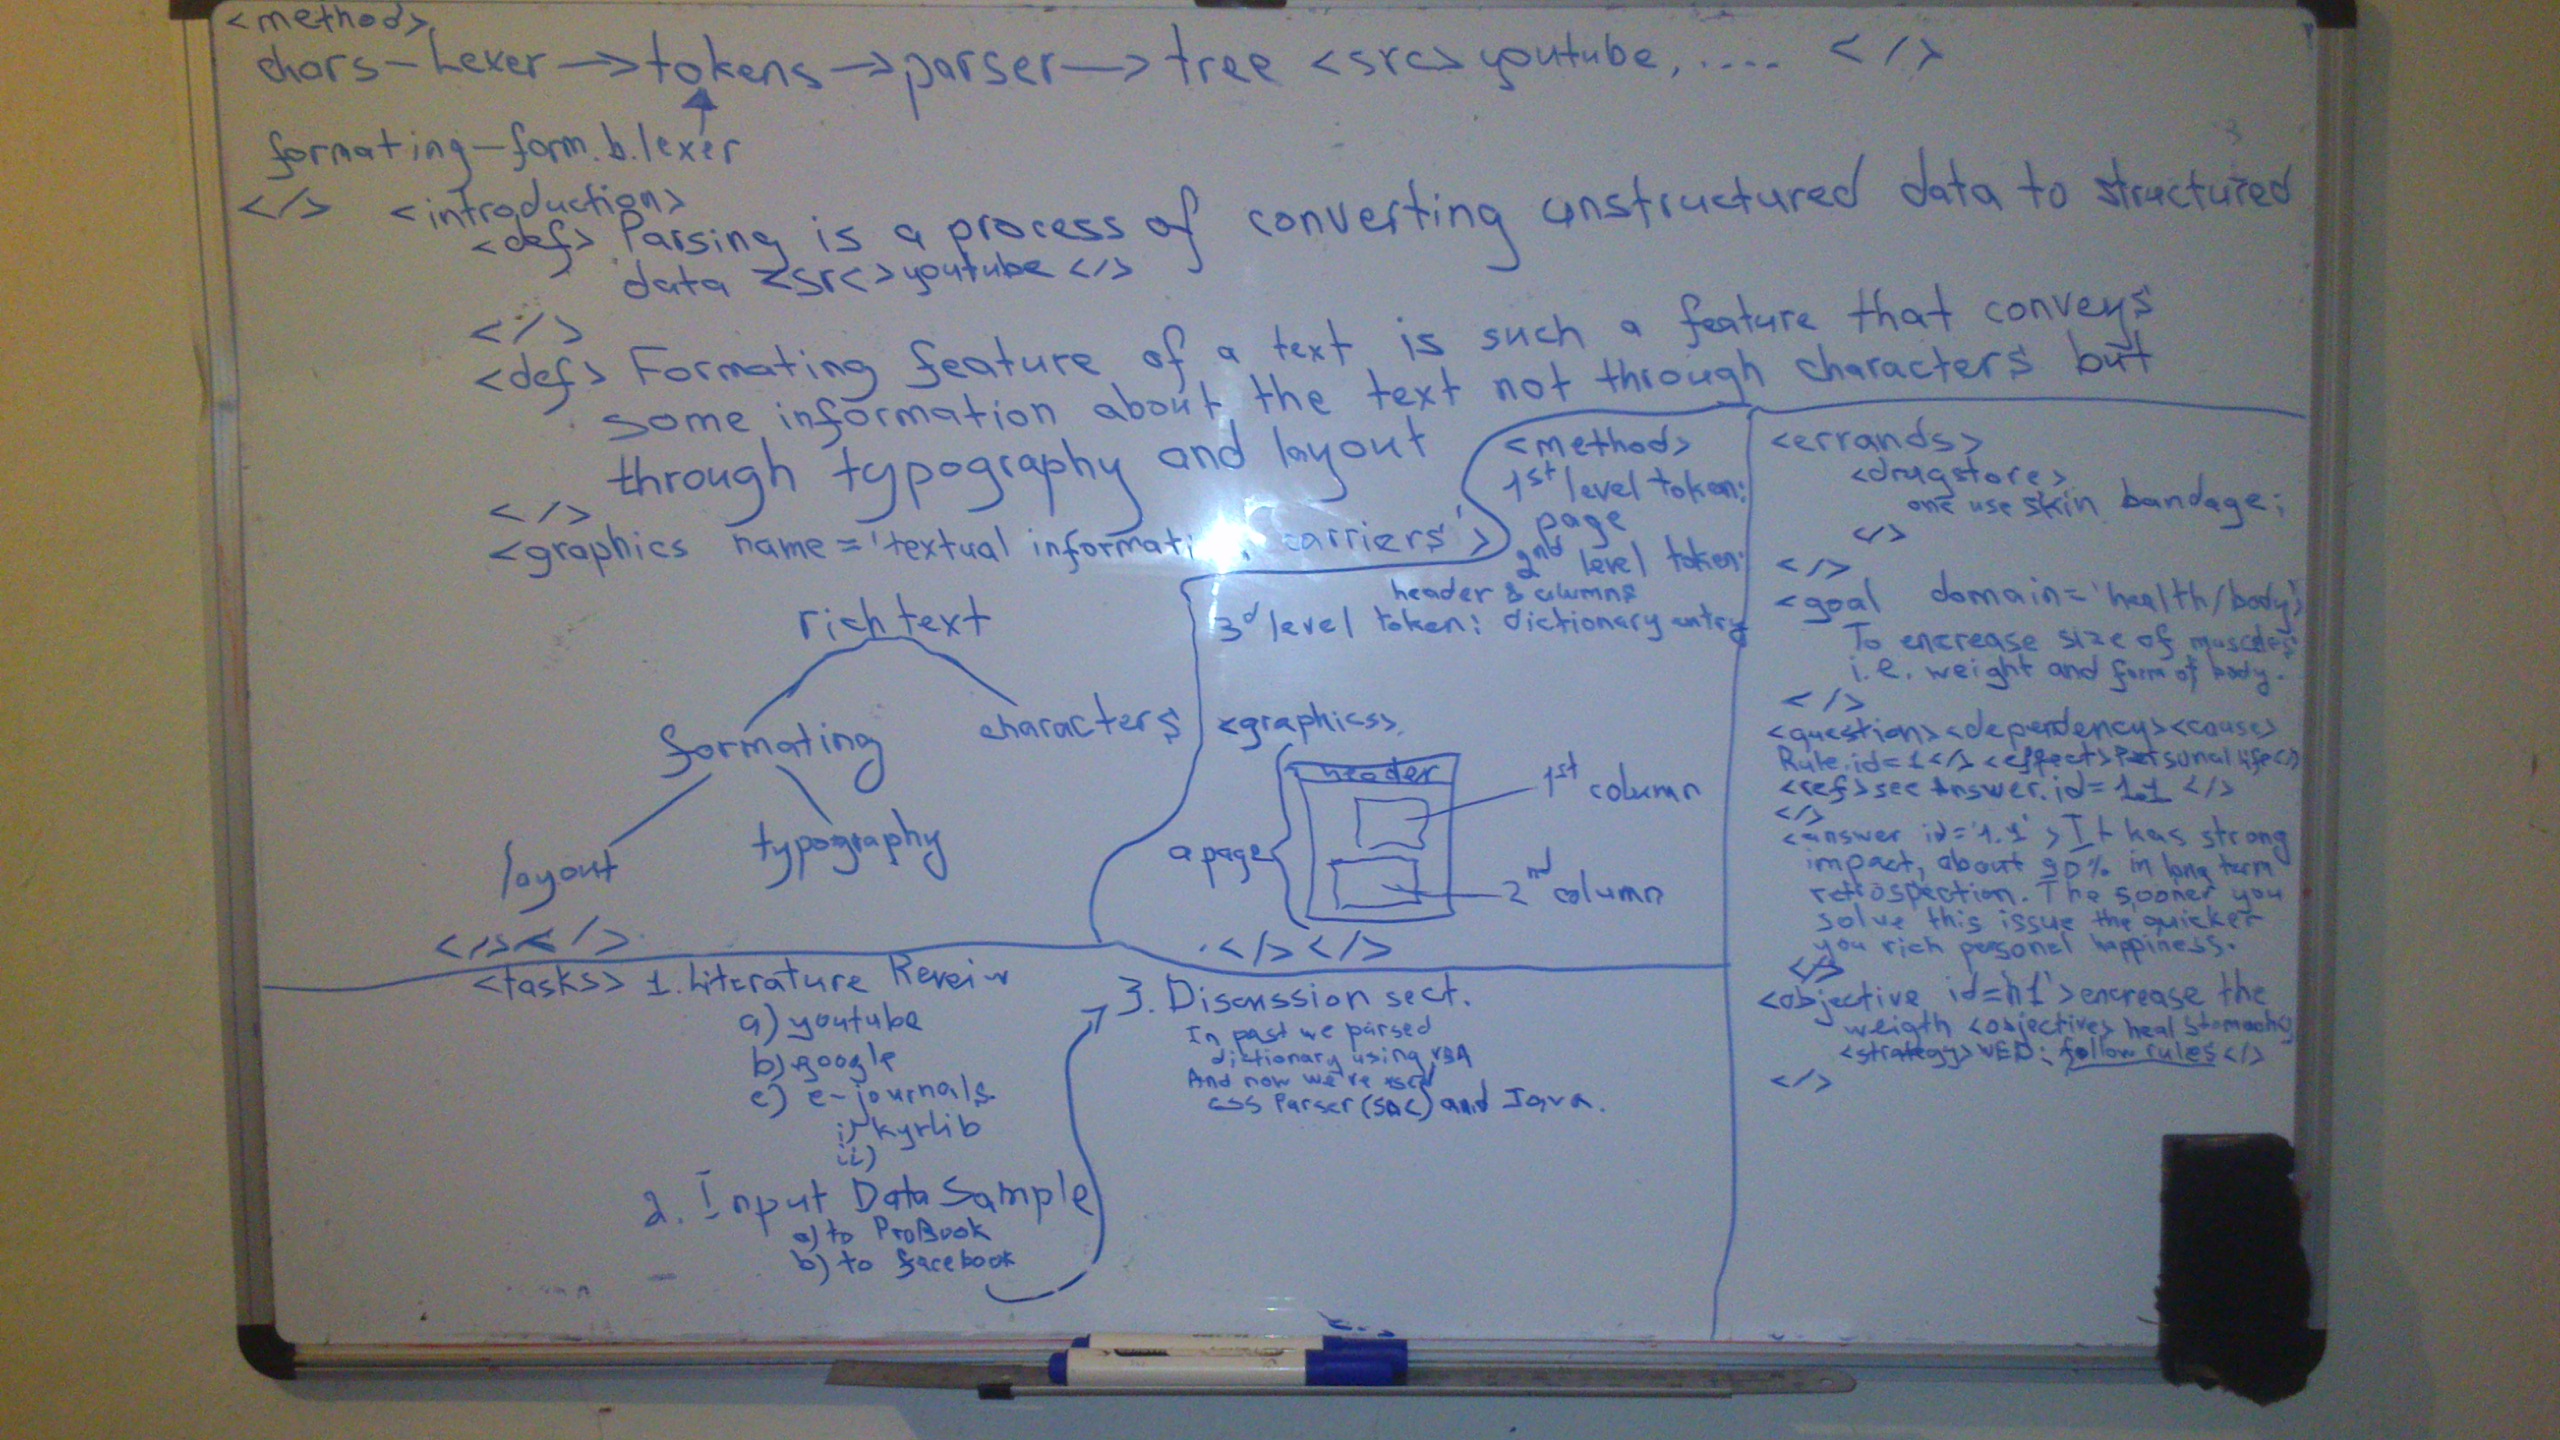 <method>
chars - Lexer -> tokens -> parser -> tree <src> youtube, .... </>
formating - form. b. lexer
</> <introduction>
<def> Parsing is a process of converting unstructured data to structured
data <src> youtube </>
</>
<def> Formating feature of a text is such a feature that conveys
some information about the text not through characters but
through typography and layout
</>
<graphics name = 'textual informati carriers'>
rich text
formating characters
layout typography
</> </>
<method>
1st level token:
page
2nd level token:
header & columns
3d level token: dictionary entry
<graphics>
header
1st column
a page
2nd column
</> </>
<errands>
<drugstore>
one use skin bandage;
</>
</>
<goal domain = 'health/body'>
To encrease size of muscles
i.e. weight and form of body.
</>
<question> <dependency> <cause>
Rule.id=1 </> <effect> Personal life </>
<ref> see Answer.id= 1.1 </>
</>
<answer id='1.1'> It has strong
impact, about 90% in long term
retrospection. The sooner you
solve this issue the quicker
you rich personal happiness.
</>
<objective id=h1'> encrease the
weigth <objective> heal stomach
<strategy> WED: follow rules </>
</>
<tasks> 1. Literature Reveiw
a) youtube
b) google
c) e-journals
i) kyrlib
ii)
2. Input Data Sample
a) to ProBook
b) to facebook
3. Discussion sect.
In past we parsed
dictionary using VBA
And now we're
css Parser (SAC) and Java.